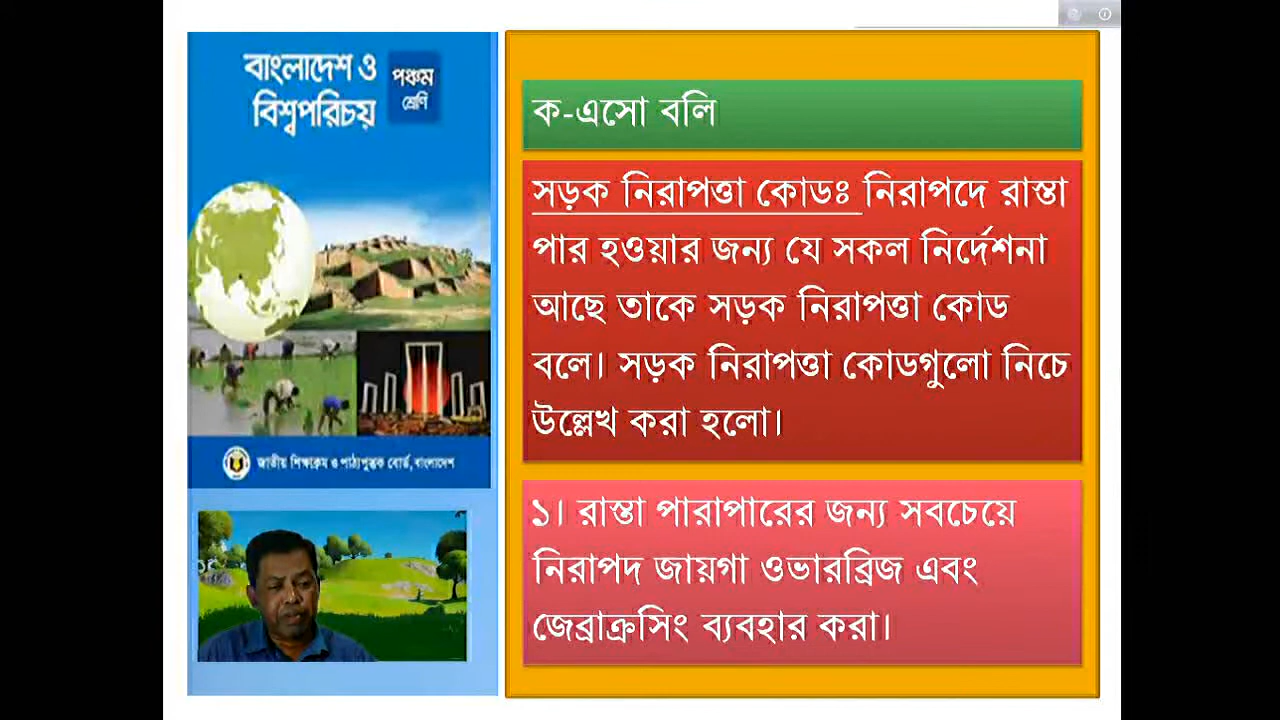 বাংলাদেশ ও
বিশ্বপরিচয়
পঞ্চম
শ্রেণি
জাতীয় শিক্ষাক্রম ও পাঠ্যপুস্তক বোর্ড, বাংলাদেশ
ক-এসো বলি
সড়ক নিরাপত্তা কোডঃ নিরাপদে রাস্তা
পার হওয়ার জন্য যে সকল নির্দেশনা
আছে তাকে সড়ক নিরাপত্তা কোড
বলে। সড়ক নিরাপত্তা কোডগুলো নিচে
উল্লেখ করা হলো।
১। রাস্তা পারাপারের জন্য সবচেয়ে
নিরাপদ জায়গা ওভারব্রিজ এবং
জেব্রাক্রসিং ব্যবহার করা।